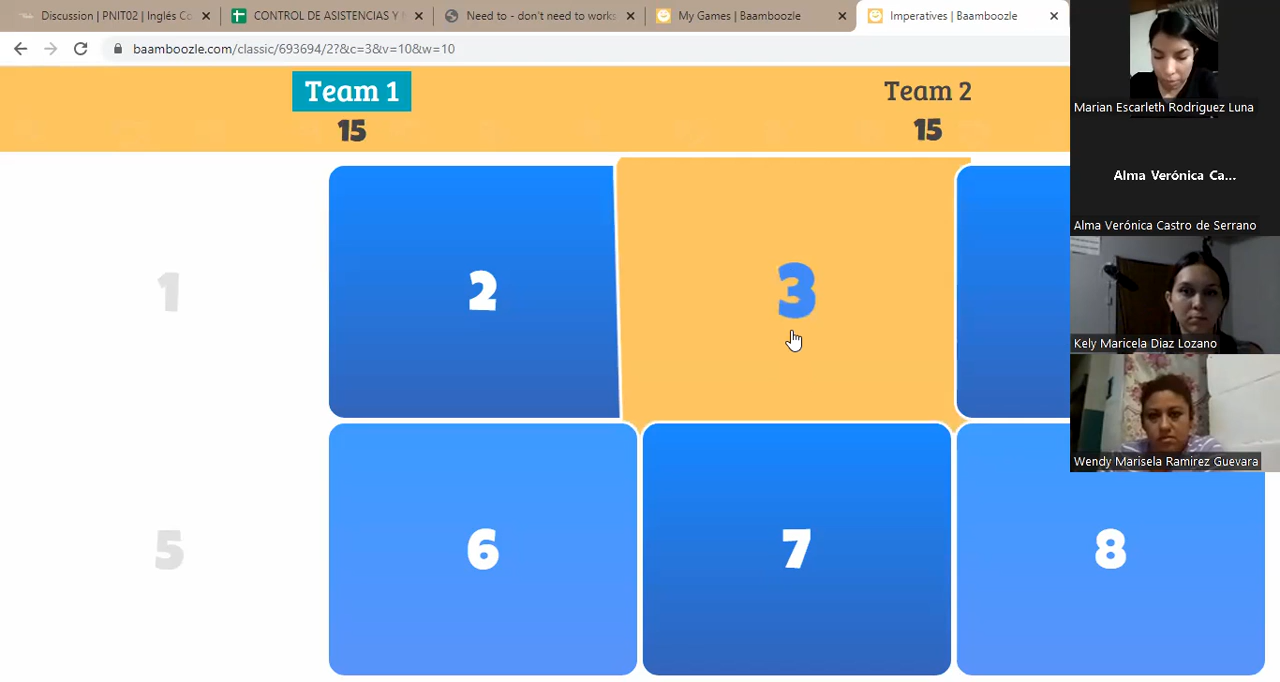 Discussion | PNIT02 | Inglés Co
CONTROL DE ASISTENCIAS Y
Need to - don't need to works
My Games | Baamboozle
Imperatives | Baamboozle
baamboozle.com/classic/693694/2?&c=3&v=10&w=10
Team 1
15
Team 2
15
1
2
3
5
6
7
8
Marian Escarleth Rodriguez Luna
Alma Verónica Ca...
Alma Verónica Castro de Serrano
Kely Maricela Diaz Lozano
Wendy Marisela Ramirez Guevara